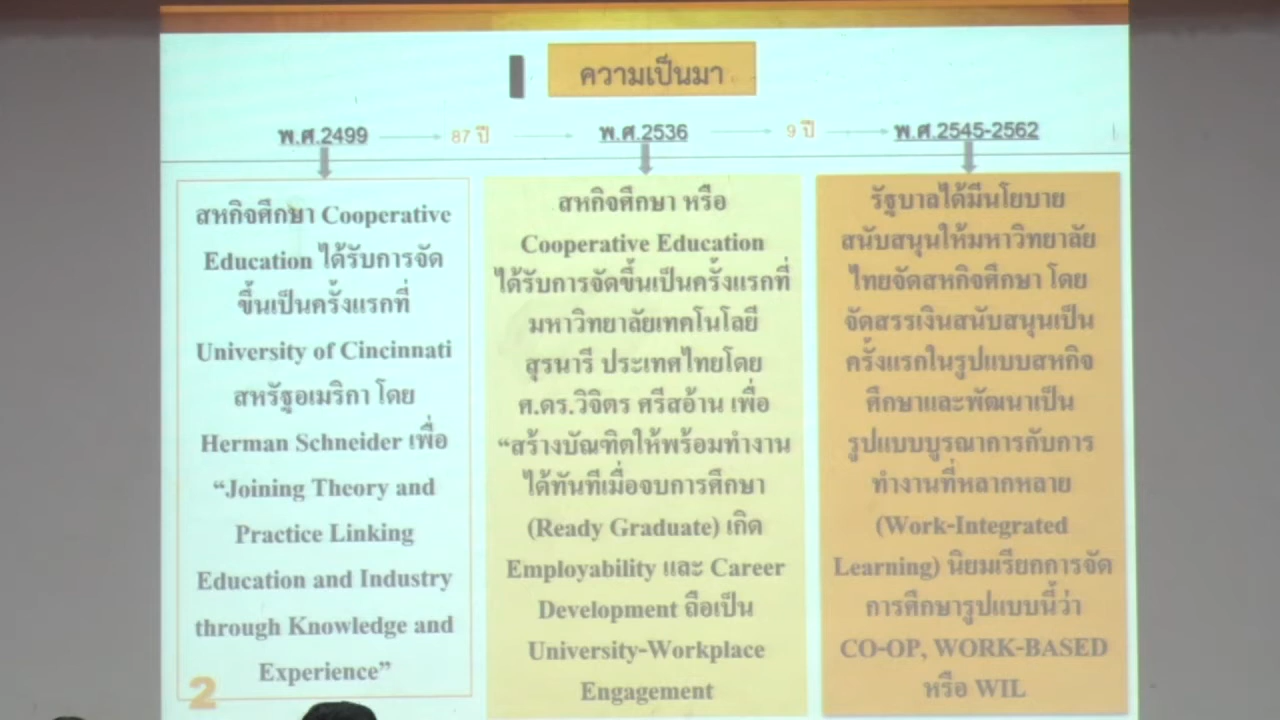 ความเป็นมา
พ.ศ.2499
87 ปี
พ.ศ.2536
9 ปี
พ.ศ.2545-2562
สหกิจศึกษา Cooperative
Education ได้รับการจัด
ขึ้นเป็นครั้งแรกที่
University of Cincinnati
สหรัฐอเมริกา โดย
Herman Schneider เพื่อ
“Joining Theory and
Practice Linking
Education and Industry
through Knowledge and
Experience”
สหกิจศึกษา หรือ
Cooperative Education
ได้รับการจัดขึ้นเป็นครั้งแรกที่
มหาวิทยาลัยเทคโนโลยี
สุรนารี ประเทศไทยโดย
ศ.ดร.วิจิตร ศรีสอ้าน เพื่อ
“สร้างบัณฑิตให้พร้อมทำงาน
ได้ทันทีเมื่อจบการศึกษา
(Ready Graduate) เกิด
Employability และ Career
Development ถือเป็น
University-Workplace
Engagement
รัฐบาลได้มีนโยบาย
สนับสนุนให้มหาวิทยาลัย
ไทยจัดสหกิจศึกษา โดย
จัดสรรเงินสนับสนุนเป็น
ครั้งแรกในรูปแบบสหกิจ
ศึกษาและพัฒนาเป็น
รูปแบบบูรณาการกับการ
ทำงานที่หลากหลาย
(Work-Integrated
Learning) นิยมเรียกการจัด
การศึกษารูปแบบนี้ว่า
CO-OP, WORK-BASED
หรือ WIL
2